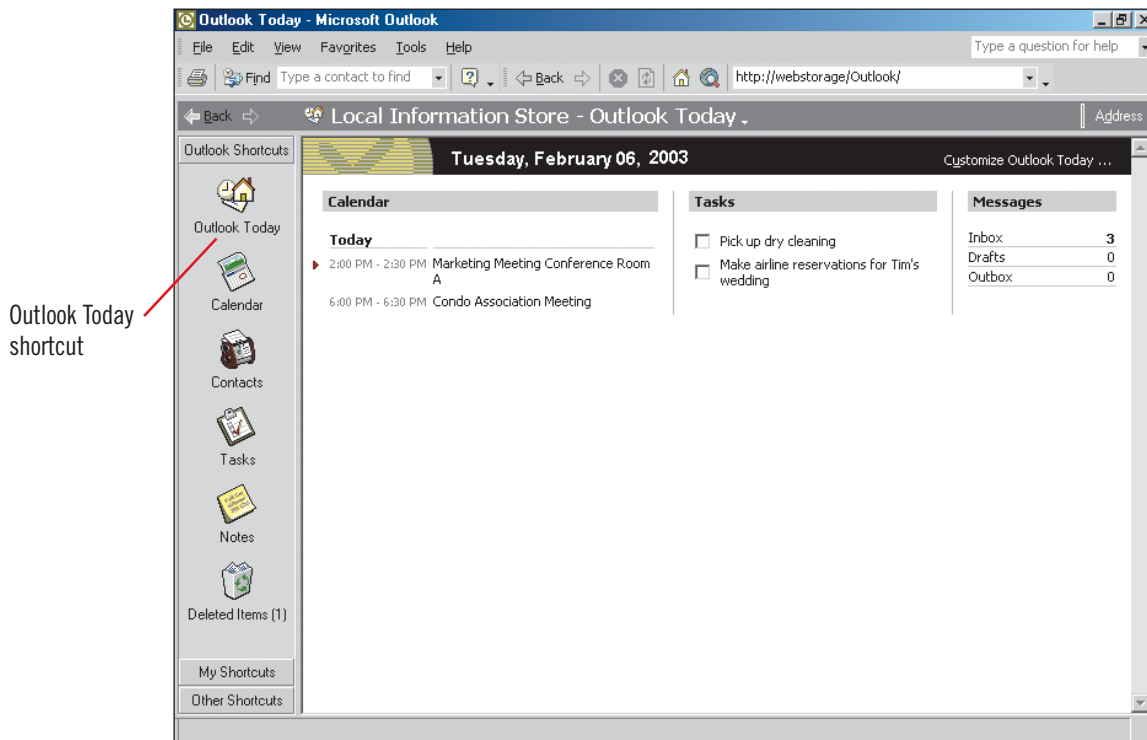 Outlook Today - Microsoft Outlook
File Edit View Favorites Tools Help
Type a question for help
Find Type a contact to find
Back
http://webstorage/Outlook/
Back
Local Information Store - Outlook Today
Address
Outlook Shortcuts
Outlook Today
Calendar
Contacts
Tasks
Notes
Deleted Items (1)
My Shortcuts
Other Shortcuts
Outlook Today
shortcut
Tuesday, February 06, 2003
Customize Outlook Today ...
Calendar
Today
2:00 PM - 2:30 PM Marketing Meeting Conference Room
A
6:00 PM - 6:30 PM Condo Association Meeting
Tasks
Pick up dry cleaning
Make airline reservations for Tim's
wedding
Messages
Inbox 3
Drafts 0
Outbox 0